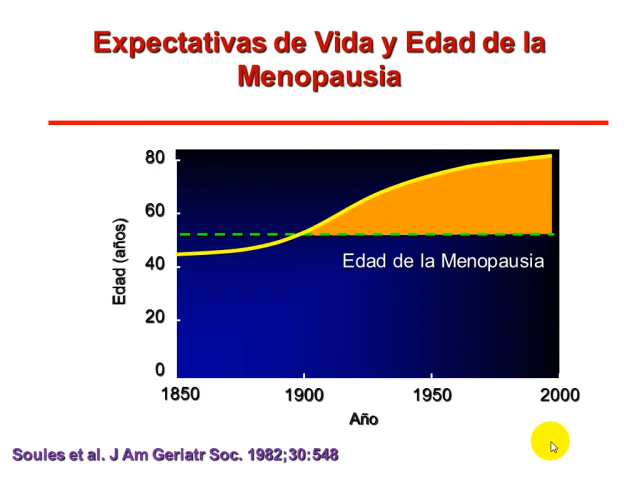 Expectativas de Vida y Edad de la
Menopausia
80
60
40
20
0
Edad (años)
Edad de la Menopausia
1850
1900
1950
2000
Año
Soules et al. J Am Geriatr Soc. 1982;30:548